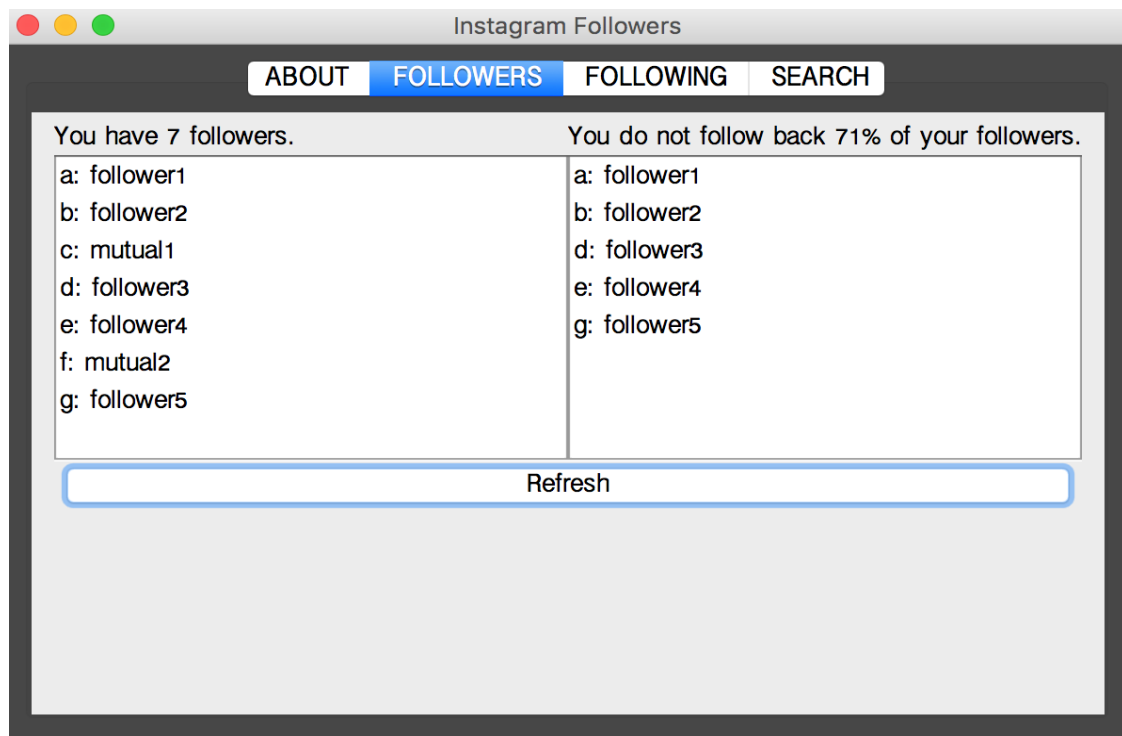 Instagram Followers
ABOUT FOLLOWERS FOLLOWING SEARCH
You have 7 followers.
a: follower1
b: follower2
c: mutual1
d: follower3
e: follower4
f: mutual2
g: follower5
You do not follow back 71% of your followers.
a: follower1
b: follower2
d: follower3
e: follower4
g: follower5
Refresh